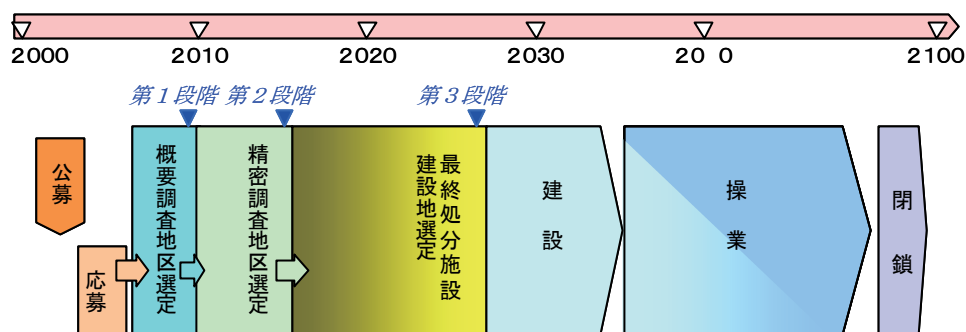 2000 2010 2020 2030 20 0 2100
第1段階 第2段階 第3段階
公募
応募
概要調査地区選定
精密調査地区選定
最終処分施設
建設地選定
建設
操業
閉鎖